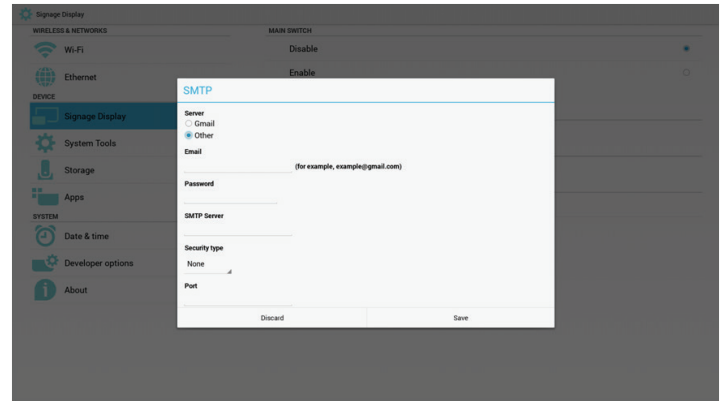 Signage Display
WIRELESS & NETWORKS
MAIN SWITCH
Wi-Fi
Disable
Ethernet
Enable
DEVICE
Signage Display
System Tools
Storage
Apps
SYSTEM
Date & time
Developer options
About
SMTP
Server
Gmail
Other
Email
(for example, example@gmail.com)
Password
SMTP Server
Security type
None
Port
Discard
Save